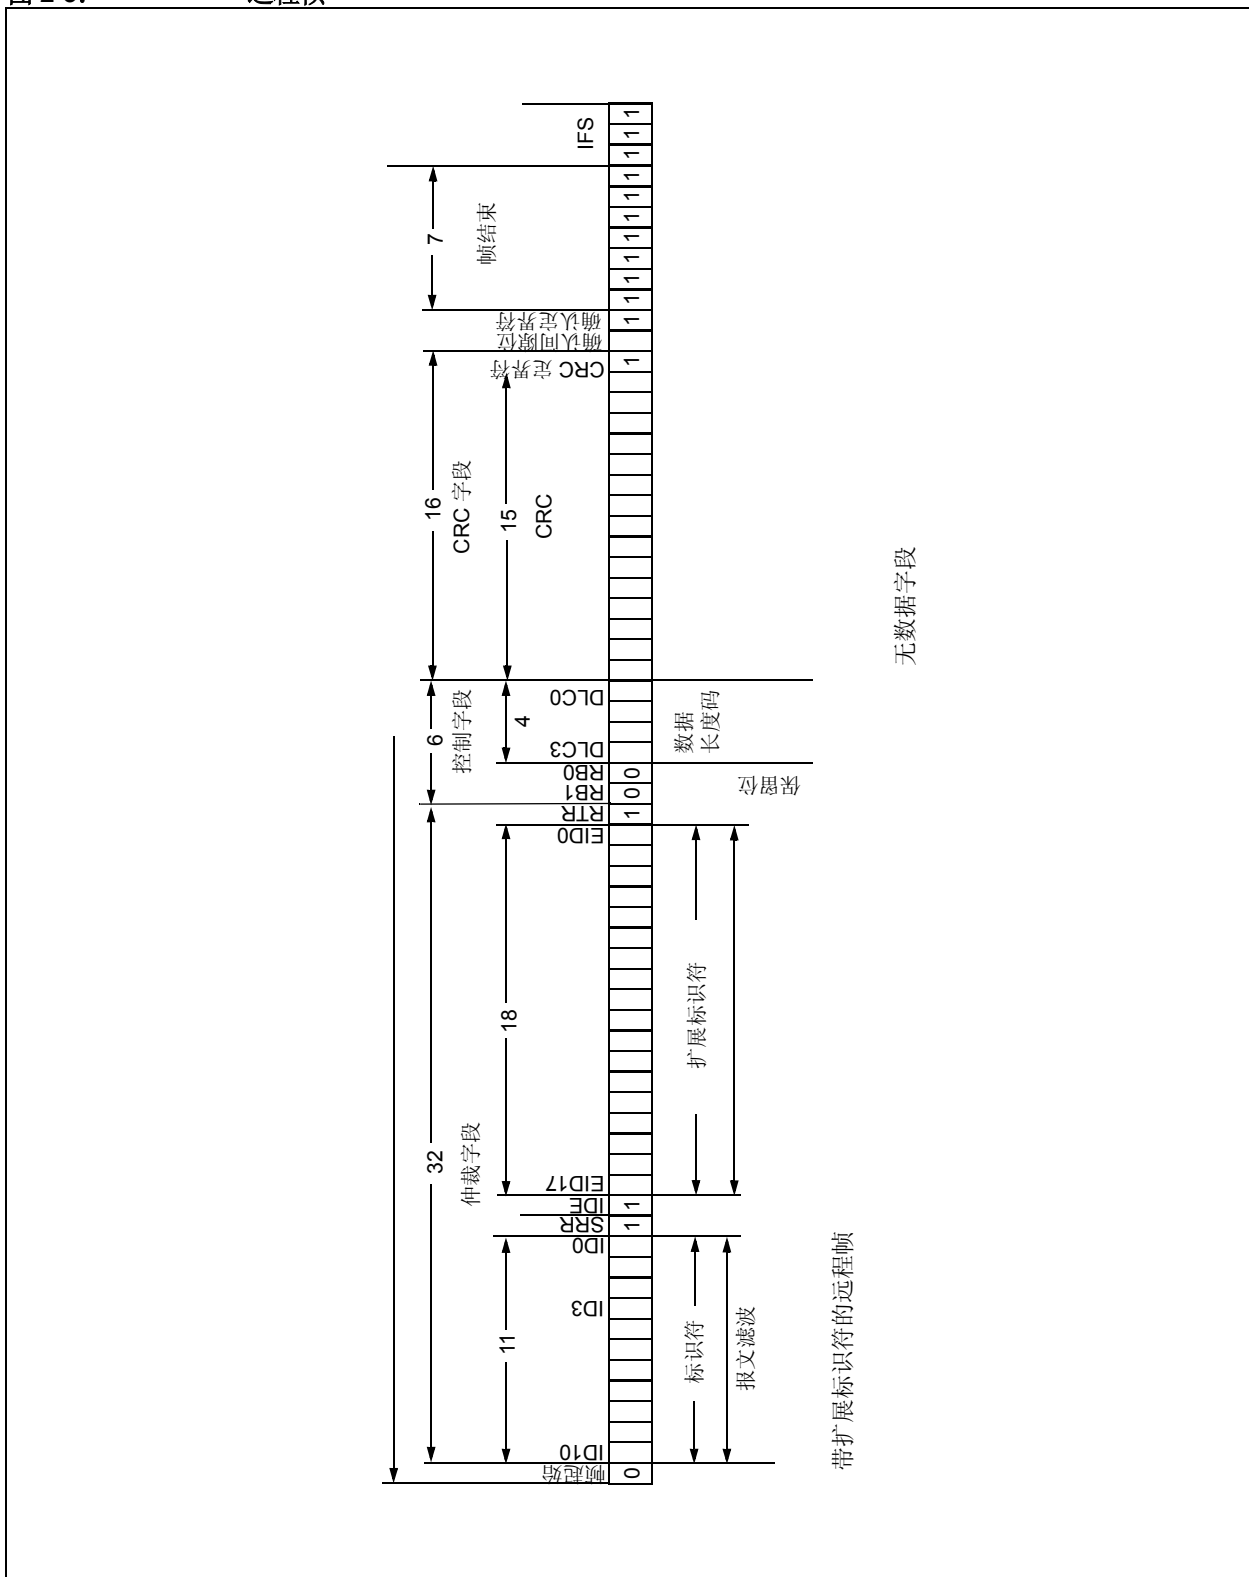 IFS
1
1
1
7
帧结束
1
1
1
1
1
1
1
确认定界符
1
确认间隙位
CRC 定界符
1
16
CRC 字段
15
CRC
无数据字段
6
控制字段
4
DLC0
DLC3
数据
长度码
RB0
0
RB1
0
保留位
RTR
1
32
仲裁字段
18
EID0
EID17
扩展标识符
IDE
1
SRR
1
11
ID0
ID3
ID10
标识符
报文滤波
帧起始
0
带扩展标识符的远程帧